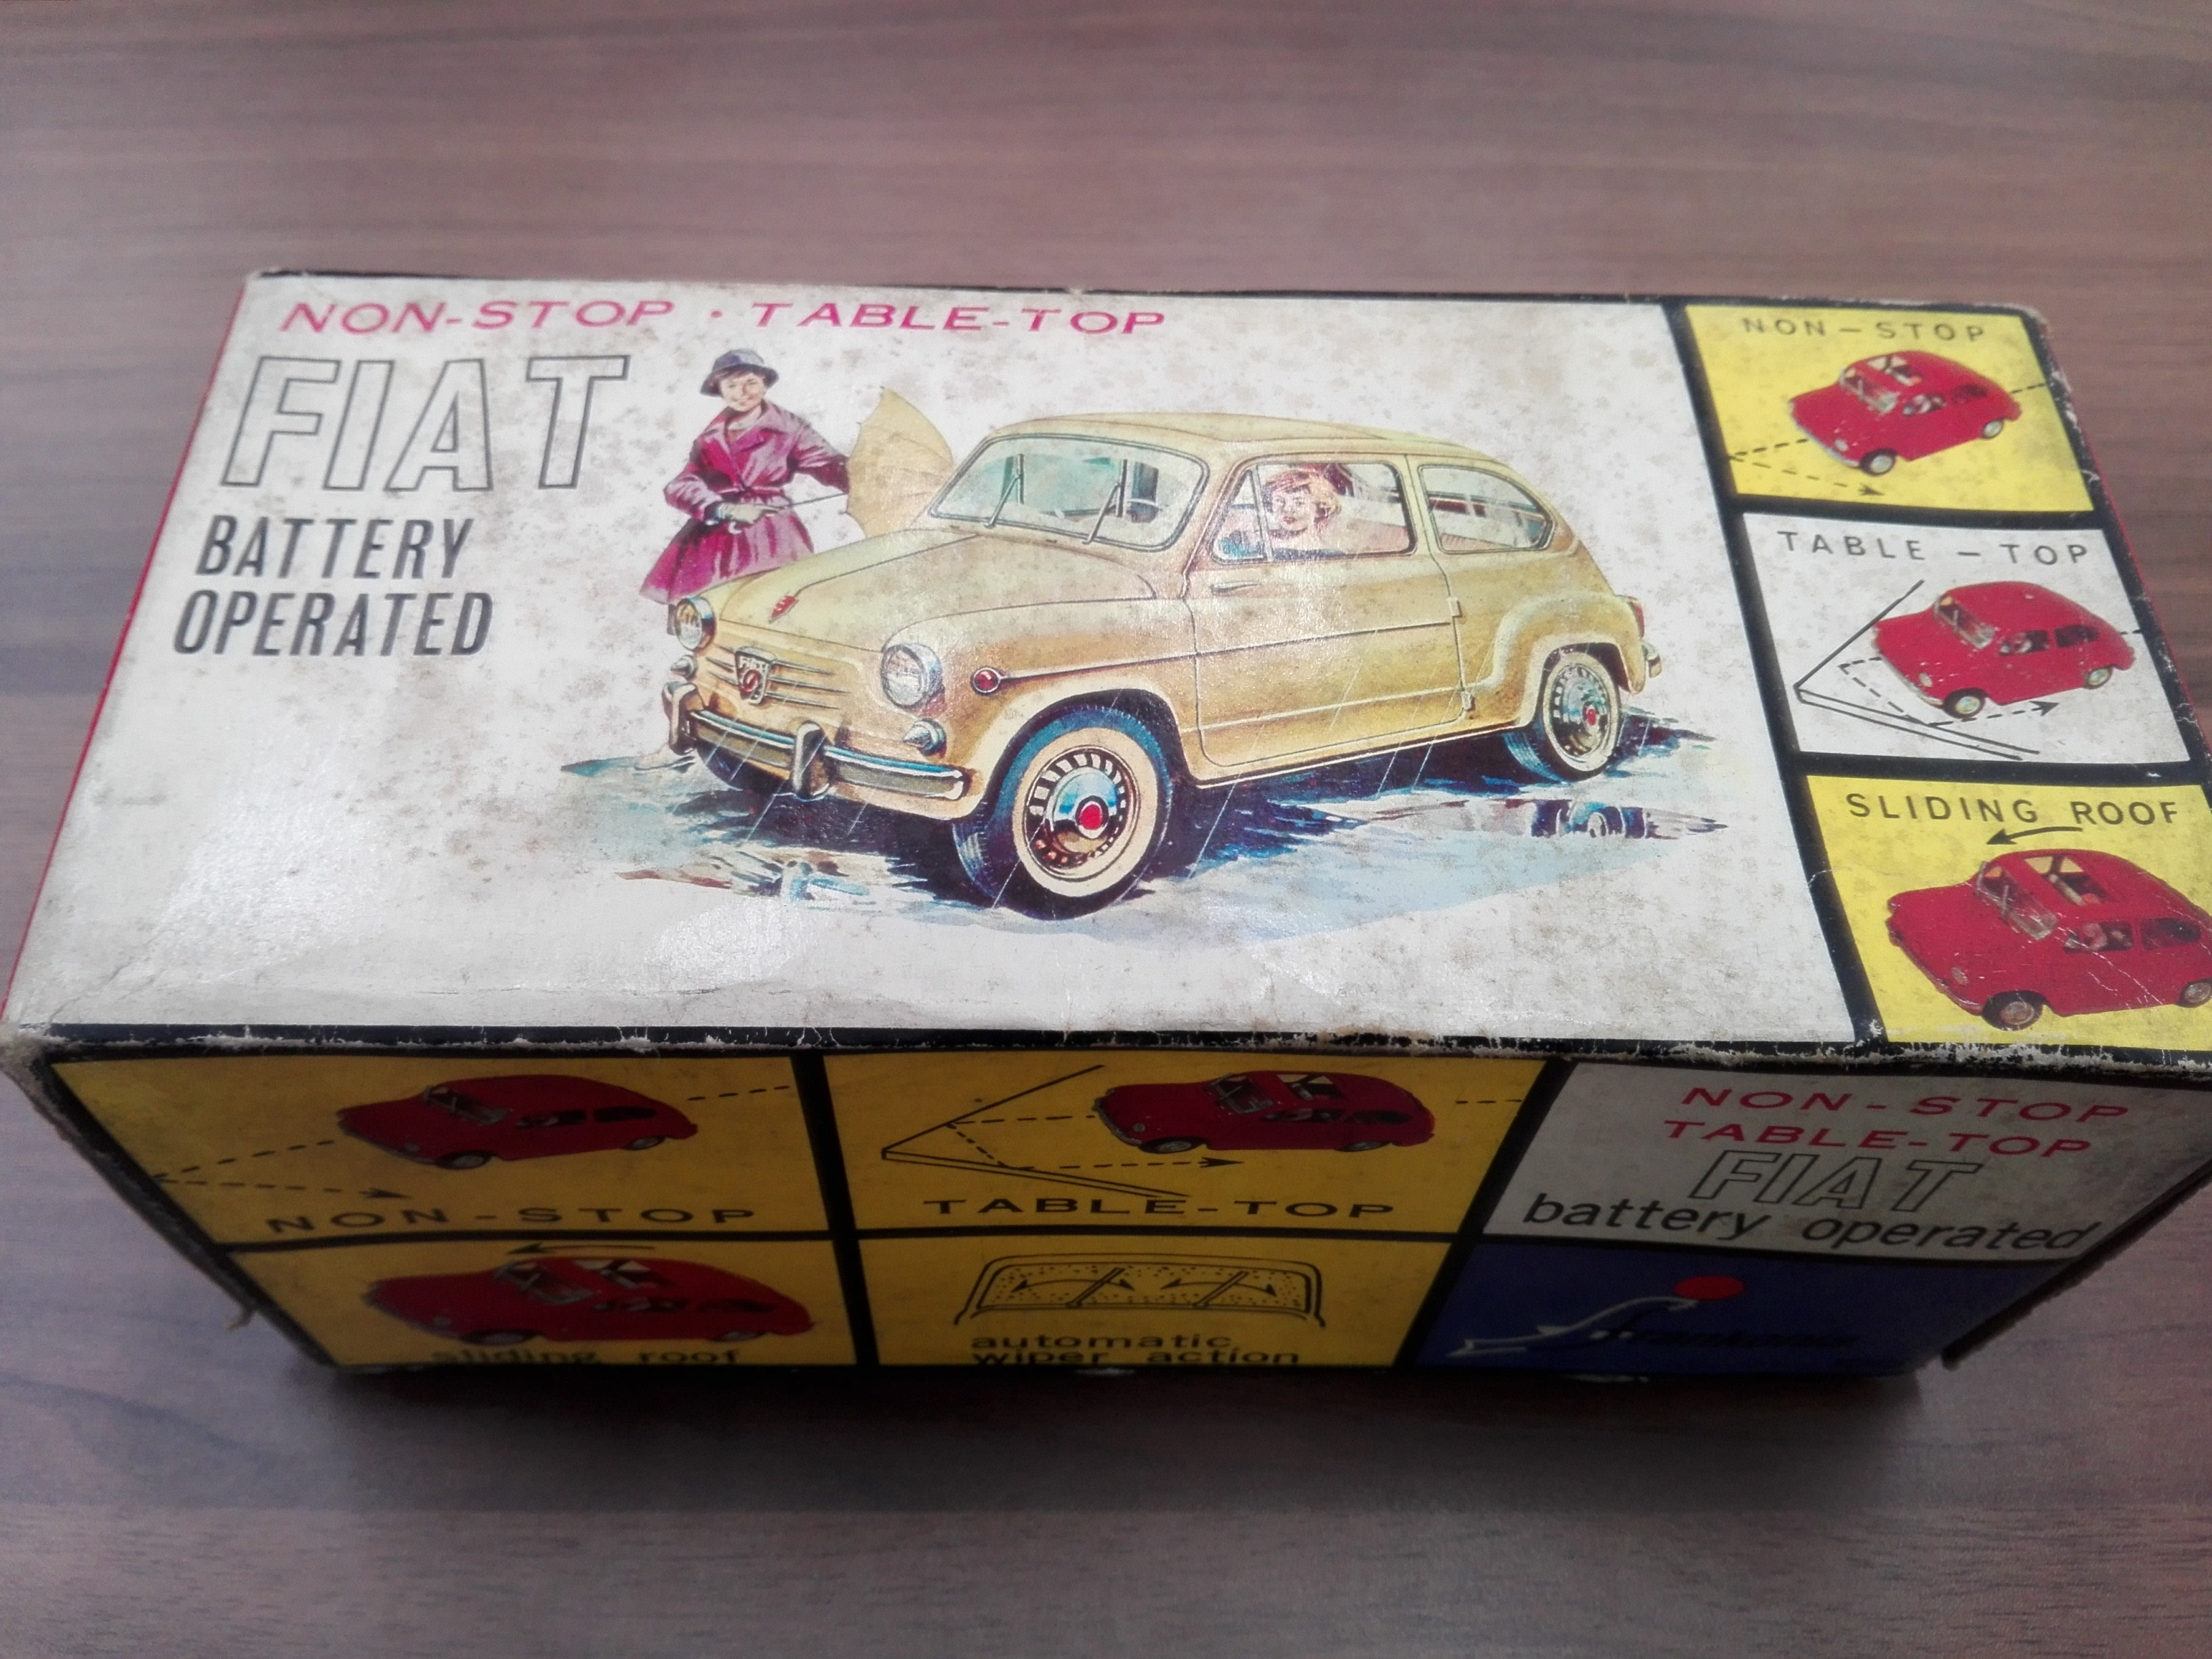 NON-STOP · TABLE-TOP
FIAT
BATTERY
OPERATED
NON-STOP
TABLE-TOP
SLIDING ROOF
NON-STOP
TABLE-TOP
sliding roof
automatic
wiper action
NON-STOP
TABLE-TOP
FIAT
battery operated